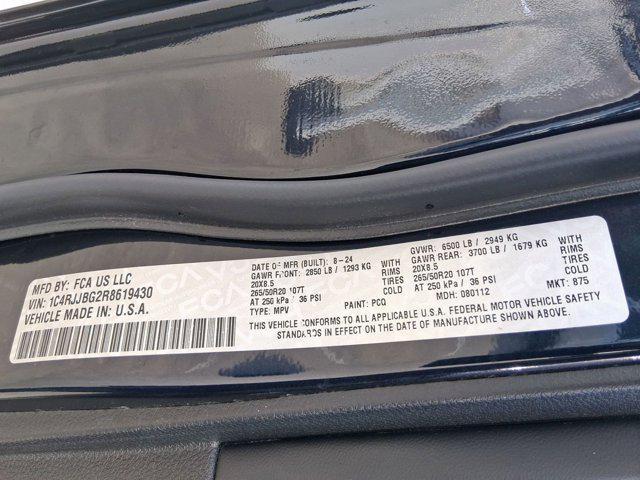 MFD BY: FCA US LLC
VIN: 1C4RJJBG2R8619430
VEHICLE MADE IN: U.S.A.
DATE OF MFR (BUILT): 8-24
GAWR FRONT: 2850 LB / 1293 KG WITH
20X8.5 RIMS
265/50R20 107T TIRES
AT 250 kPa / 36 PSI COLD
TYPE: MPV PAINT: PCQ
GVWR: 6500 LB / 2949 KG
GAWR REAR: 3700 LB / 1679 KG WITH
20X8.5 RIMS
265/50R20 107T TIRES
AT 250 kPa / 36 PSI COLD
MDH: 080112 MKT: 875
THIS VEHICLE CONFORMS TO ALL APPLICABLE U.S.A. FEDERAL MOTOR VEHICLE SAFETY
STANDARDS IN EFFECT ON THE DATE OF MANUFACTURE SHOWN ABOVE.